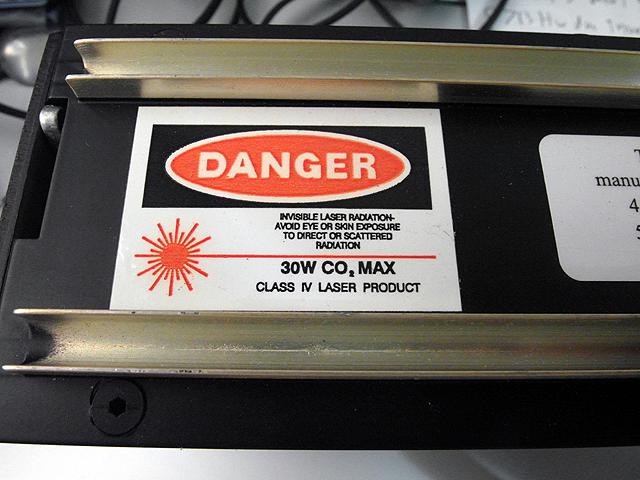 DANGER
INVISIBLE LASER RADIATION-
AVOID EYE OR SKIN EXPOSURE
TO DIRECT OR SCATTERED
RADIATION
30W CO₂ MAX
CLASS IV LASER PRODUCT
T
manu
4
5